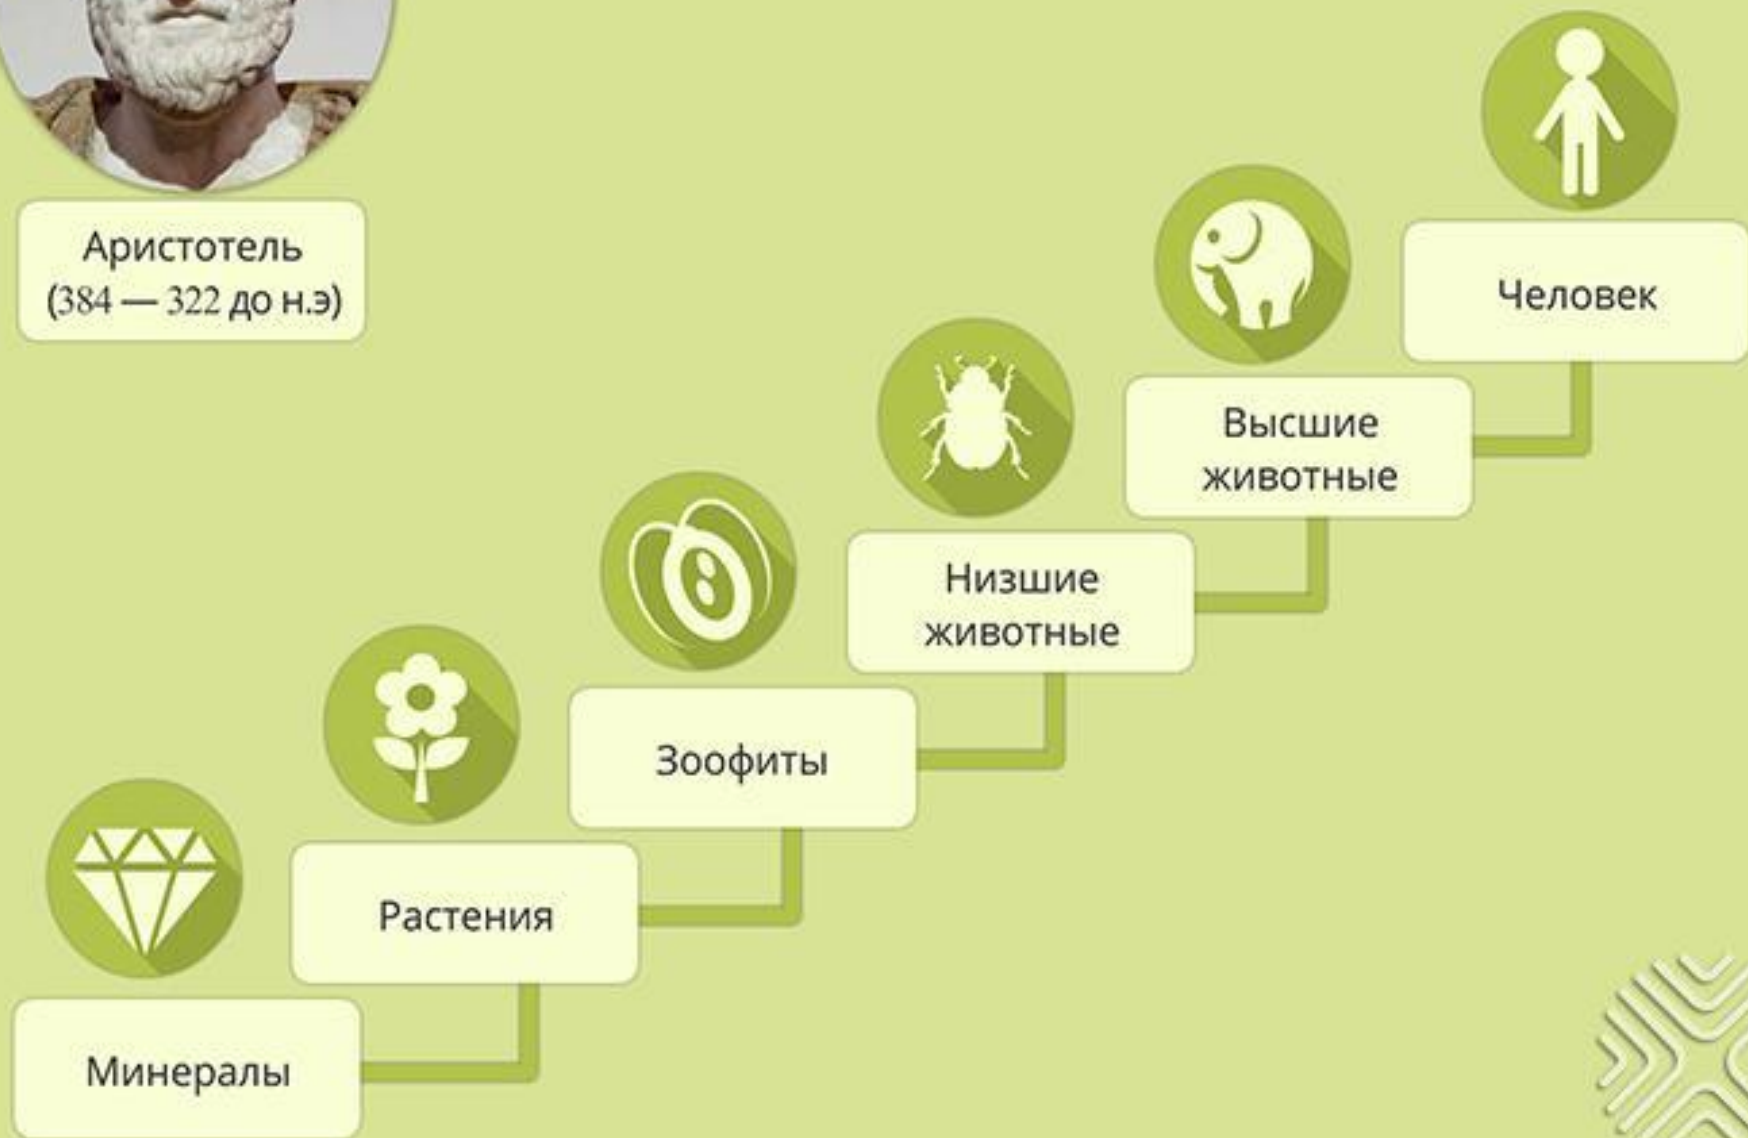 Аристотель
(384 — 322 до н.э)
Человек
Высшие
животные
Низшие
животные
Зоофиты
Растения
Минералы